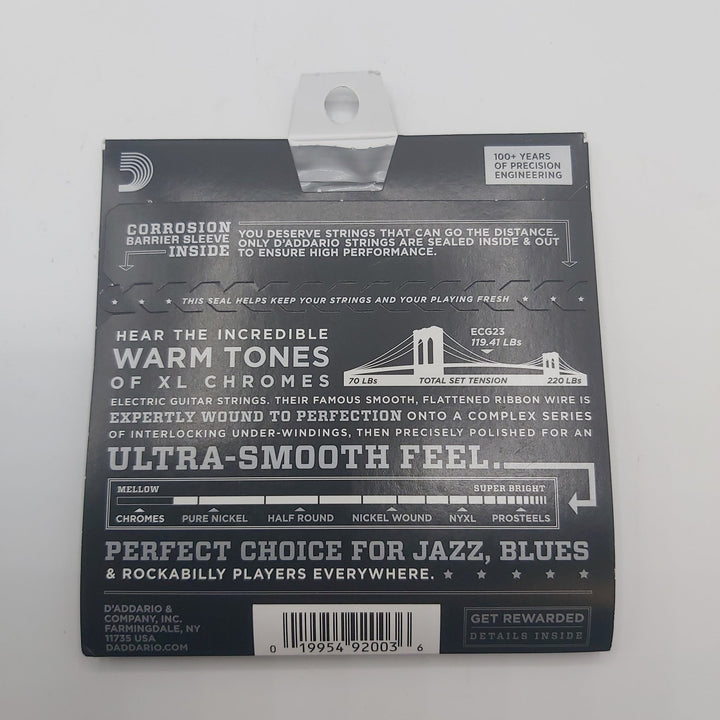 100+ YEARS
OF PRECISION
ENGINEERING
CORROSION
BARRIER SLEEVE
INSIDE
YOU DESERVE STRINGS THAT CAN GO THE DISTANCE.
ONLY D'ADDARIO STRINGS ARE SEALED INSIDE & OUT
TO ENSURE HIGH PERFORMANCE.
THIS SEAL HELPS KEEP YOUR STRINGS AND YOUR PLAYING FRESH
HEAR THE INCREDIBLE
WARM TONES
OF XL CHROMES
ECG23
119.41 LBs
70 LBs TOTAL SET TENSION 220 LBs
ELECTRIC GUITAR STRINGS. THEIR FAMOUS SMOOTH, FLATTENED RIBBON WIRE IS
EXPERTLY WOUND TO PERFECTION ONTO A COMPLEX SERIES
OF INTERLOCKING UNDER-WINDINGS, THEN PRECISELY POLISHED FOR AN
ULTRA-SMOOTH FEEL.
MELLOW SUPER BRIGHT
CHROMES PURE NICKEL HALF ROUND NICKEL WOUND NYXL PROSTEELS
PERFECT CHOICE FOR JAZZ, BLUES
& ROCKABILLY PLAYERS EVERYWHERE.
D'ADDARIO &
COMPANY, INC.
FARMINGDALE, NY
11735 USA
DADDARIO.COM
0 19954 92003 6
GET REWARDED
DETAILS INSIDE